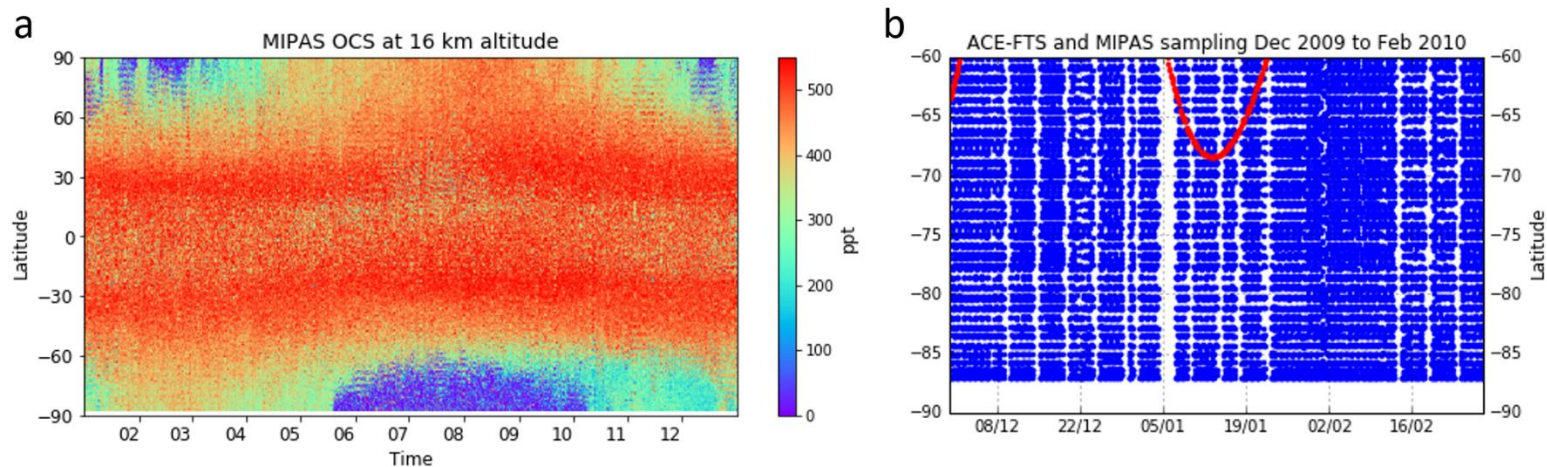 a
MIPAS OCS at 16 km altitude
90
60
30
0
−30
−60
−90
Latitude
02 03 04 05 06 07 08 09 10 11 12
Time
500
400
300
200
100
0
ppt
b
ACE-FTS and MIPAS sampling Dec 2009 to Feb 2010
−60
−65
−70
−75
−80
−85
−90
08/12 22/12 05/01 19/01 02/02 16/02
−60
−65
−70
−75
−80
−85
−90
Latitude